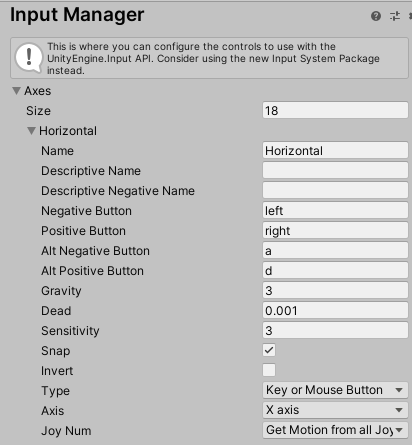 Input Manager
This is where you can configure the controls to use with the
UnityEngine.Input API. Consider using the new Input System Package
instead.
Axes
Size 18
Horizontal
Name Horizontal
Descriptive Name
Descriptive Negative Name
Negative Button left
Positive Button right
Alt Negative Button a
Alt Positive Button d
Gravity 3
Dead 0.001
Sensitivity 3
Snap
Invert
Type Key or Mouse Button
Axis X axis
Joy Num Get Motion from all Joy